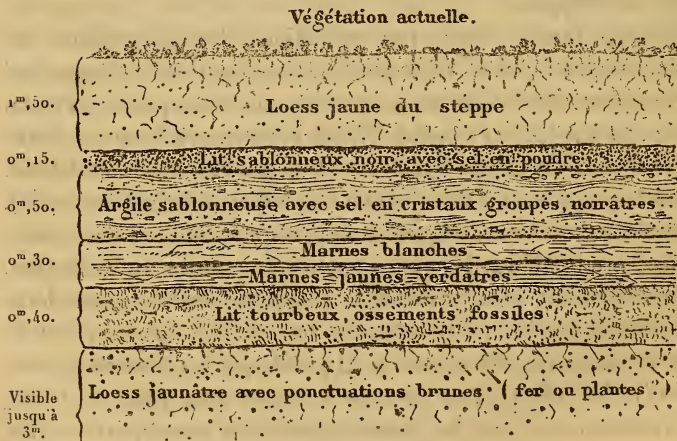 Végétation actuelle.
1m,50. Loess jaune du steppe
0m,15. Lit sablonneux noir avec sel en poudre
0m,50. Argile sablonneuse avec sel en cristaux groupés noirâtres
0m,30. Marnes blanches
Marnes jaunes verdâtres
0m,40. Lit tourbeux, ossements fossiles
Loess jaunâtre avec ponctuations brunes (fer ou plantes)
Visible
jusqu'à
3m.